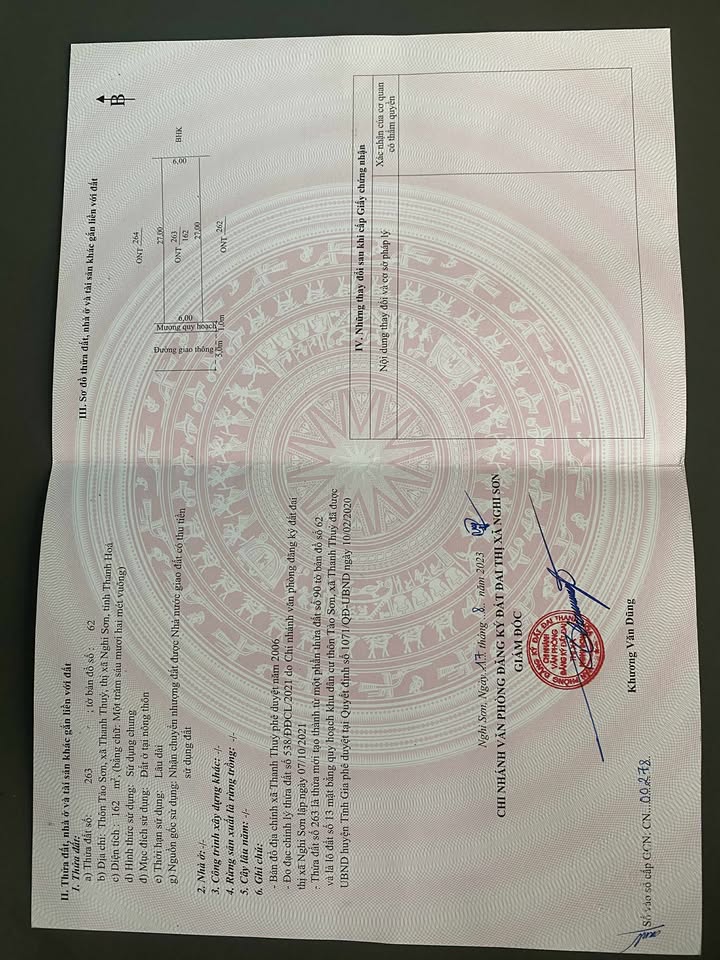 II. Thửa đất, nhà ở và tài sản khác gắn liền với đất
1. Thửa đất:
a) Thửa đất số: 263 ; tờ bản đồ số : 62
b) Địa chỉ: Thôn Tào Sơn, xã Thanh Thuỷ, thị xã Nghi Sơn, tỉnh Thanh Hoá
c) Diện tích : 162 m², (bằng chữ: Một trăm sáu mươi hai mét vuông)
d) Hình thức sử dụng: Sử dụng chung
đ) Mục đích sử dụng: Đất ở tại nông thôn
e) Thời hạn sử dụng: Lâu dài
g) Nguồn gốc sử dụng: Nhận chuyển nhượng đất được Nhà nước giao đất có thu tiền
sử dụng đất
2. Nhà ở: -/-
3. Công trình xây dựng khác: -/-
4. Rừng sản xuất là rừng trồng: -/-
5. Cây lâu năm: -/-
6. Ghi chú:
- Bản đồ địa chính xã Thanh Thuỷ phê duyệt năm 2006
- Đo đạc chỉnh lý thửa đất số 538/ĐĐCL.2021 do Chi nhánh văn phòng đăng ký đất đai
thị xã Nghi Sơn lập ngày 07/10/2021
- Thửa đất số 263 là thửa mới tạo thành từ một phần thửa đất số 90 tờ bản đồ số 62
và là lô đất số 13 mặt bằng quy hoạch khu dân cư thôn Tào Sơn, xã Thanh Thuỷ đã được
UBND huyện Tĩnh Gia phê duyệt tại Quyết định số 1071/QĐ-UBND ngày 10/02/2020
Nghi Sơn, Ngày 17 tháng 8 năm 2023
CHI NHÁNH VĂN PHÒNG ĐĂNG KÝ ĐẤT ĐAI THỊ XÃ NGHI SƠN
GIÁM ĐỐC
CHI NHÁNH
VĂN PHÒNG
ĐĂNG KÝ ĐẤT ĐAI
Khương Văn Dũng
Số vào sổ cấp GCN: CN...00278
III. Sơ đồ thửa đất, nhà ở và tài sản khác gắn liền với đất
B
ONT 264
27,00
6,00
ONT 263
162
6,00
BHK
27,00
ONT 262
Mương quy hoạch
1,0m
Đường giao thông
5,0m
IV. Những thay đổi sau khi cấp Giấy chứng nhận
Nội dung thay đổi và cơ sở pháp lý
Xác nhận của cơ quan
có thẩm quyền